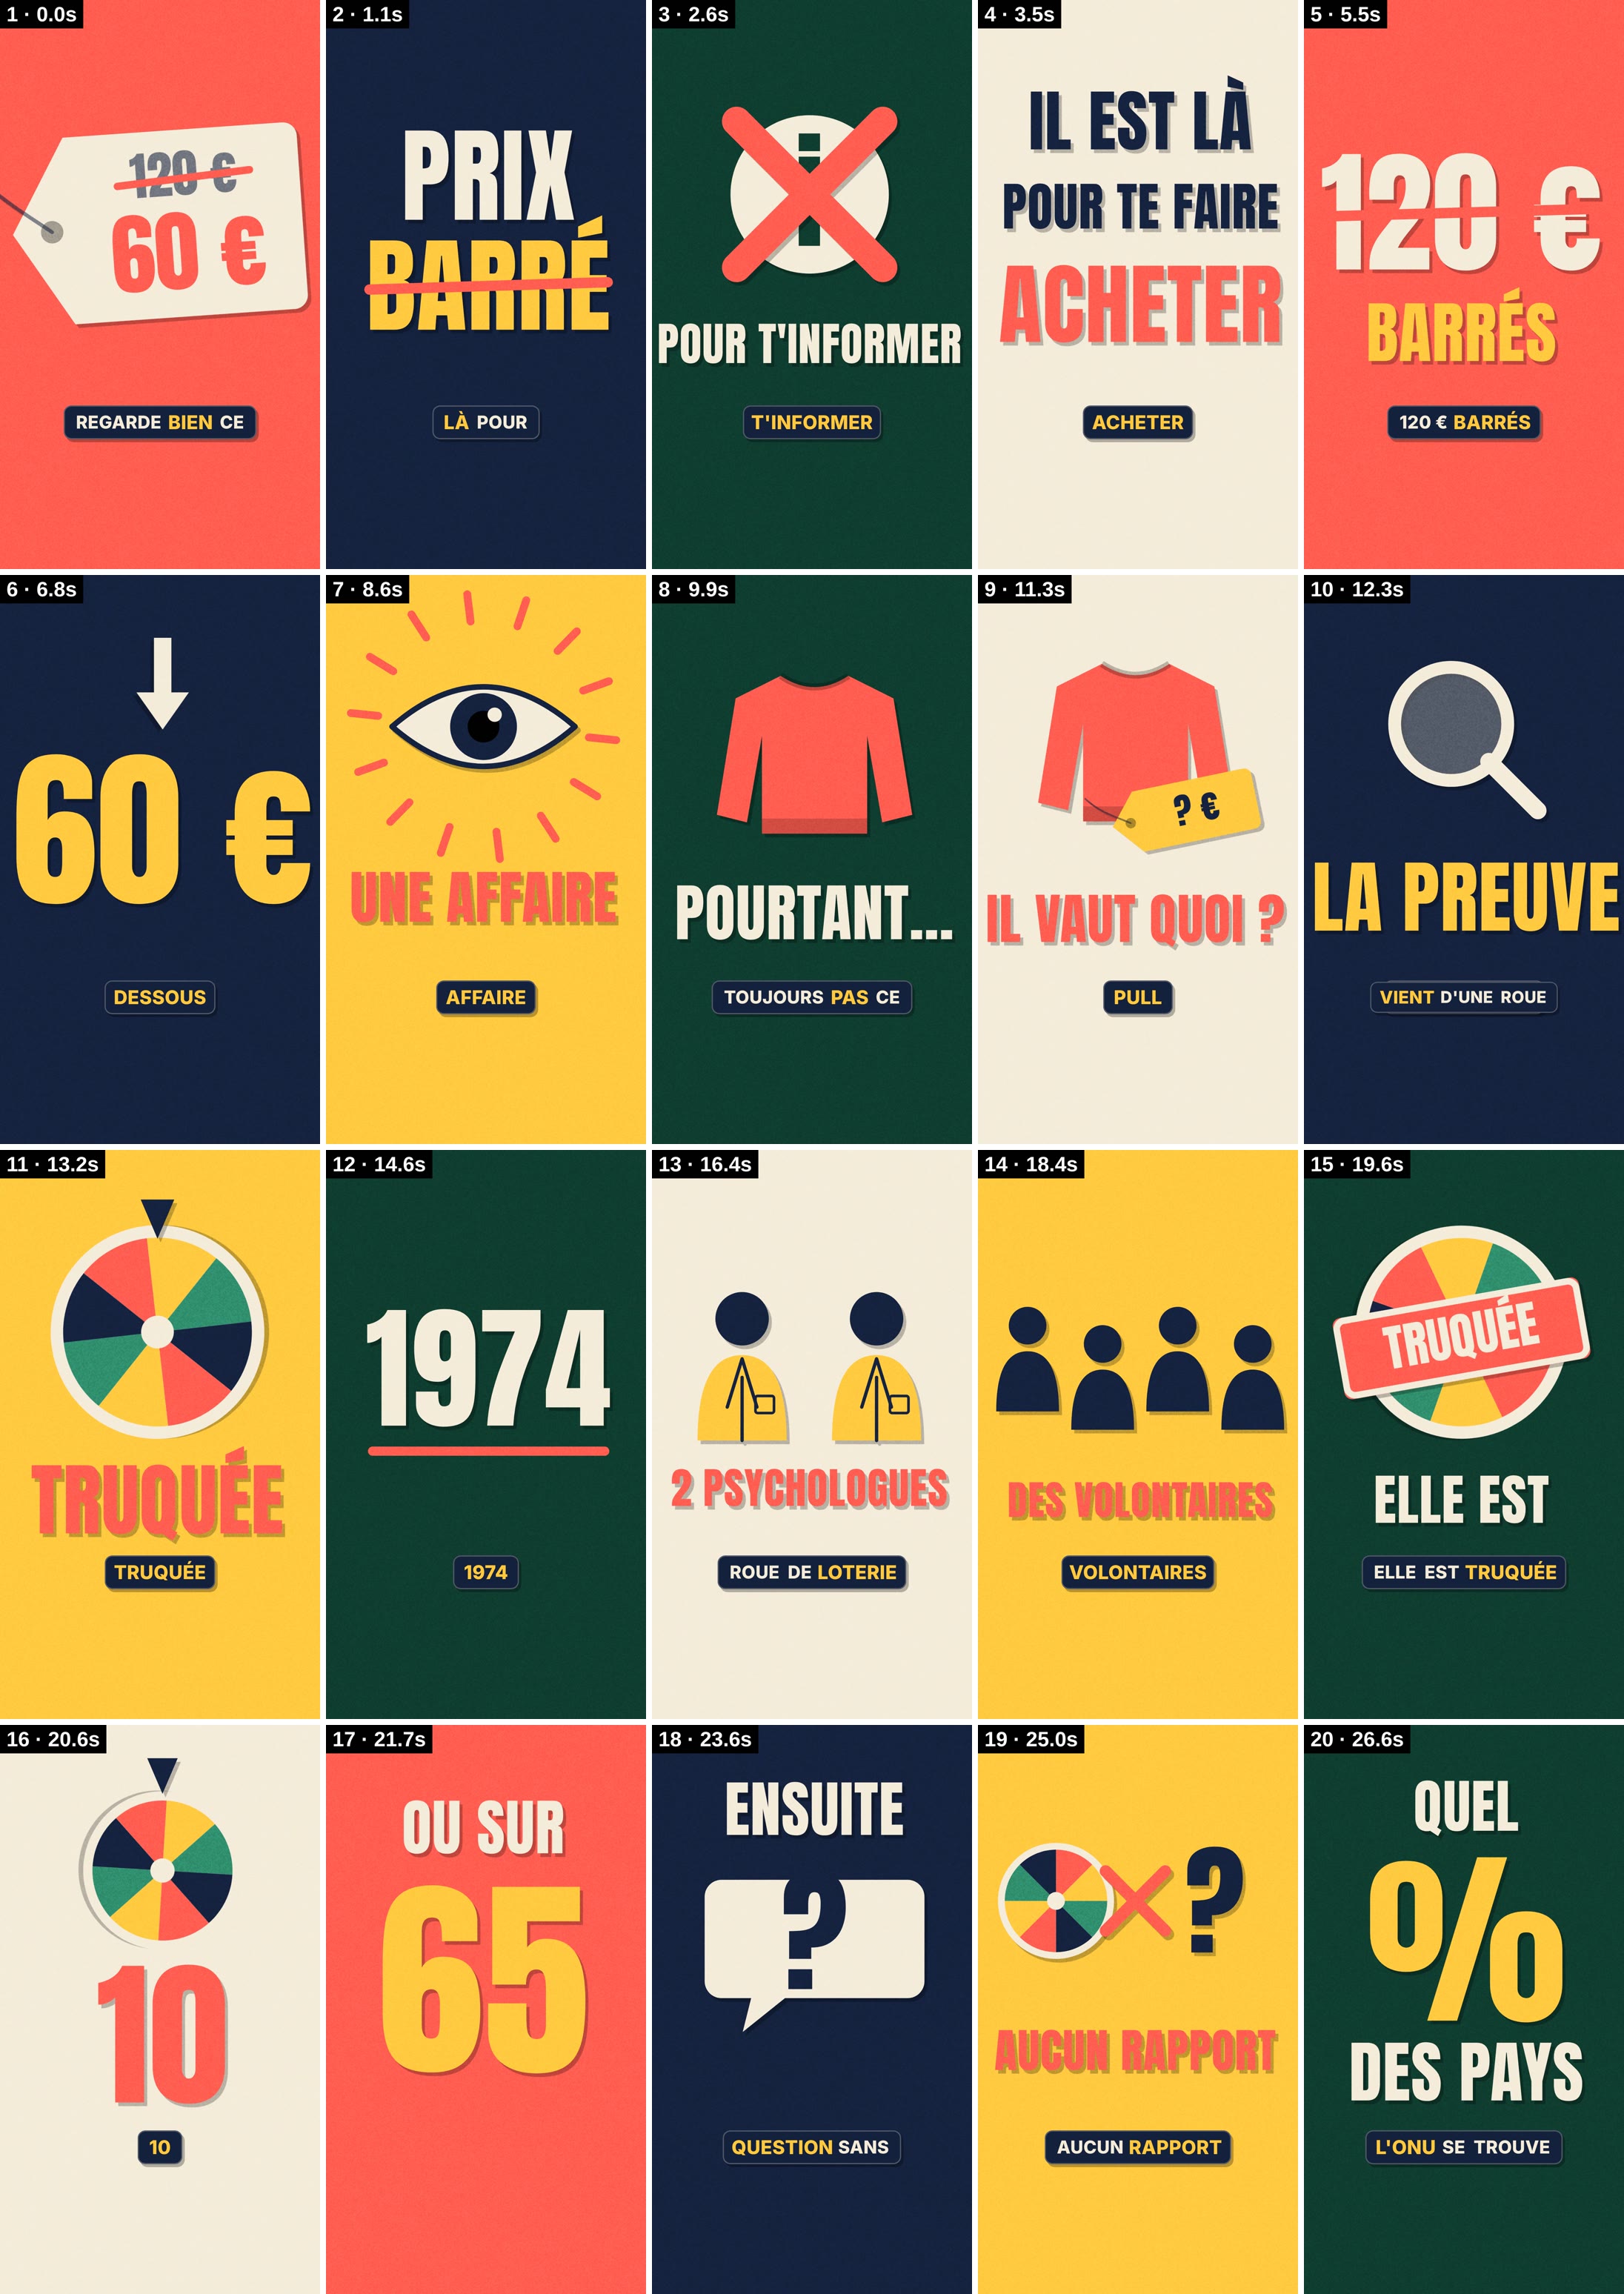 1 · 0.0s
120 €
60 €
REGARDE BIEN CE
2 · 1.1s
PRIX
BARRÉ
LÀ POUR
3 · 2.6s
i
POUR T'INFORMER
T'INFORMER
4 · 3.5s
IL EST LÀ
POUR TE FAIRE
ACHETER
ACHETER
5 · 5.5s
120 €
BARRÉS
120 € BARRÉS
6 · 6.8s
60 €
DESSOUS
7 · 8.6s
UNE AFFAIRE
AFFAIRE
8 · 9.9s
POURTANT...
TOUJOURS PAS CE
9 · 11.3s
? €
IL VAUT QUOI ?
PULL
10 · 12.3s
LA PREUVE
VIENT D'UNE ROUE
11 · 13.2s
TRUQUÉE
TRUQUÉE
12 · 14.6s
1974
1974
13 · 16.4s
2 PSYCHOLOGUES
ROUE DE LOTERIE
14 · 18.4s
DES VOLONTAIRES
VOLONTAIRES
15 · 19.6s
TRUQUÉE
ELLE EST
ELLE EST TRUQUÉE
16 · 20.6s
10
10
17 · 21.7s
OU SUR
65
18 · 23.6s
ENSUITE
?
QUESTION SANS
19 · 25.0s
?
AUCUN RAPPORT
AUCUN RAPPORT
20 · 26.6s
QUEL
%
DES PAYS
L'ONU SE TROUVE